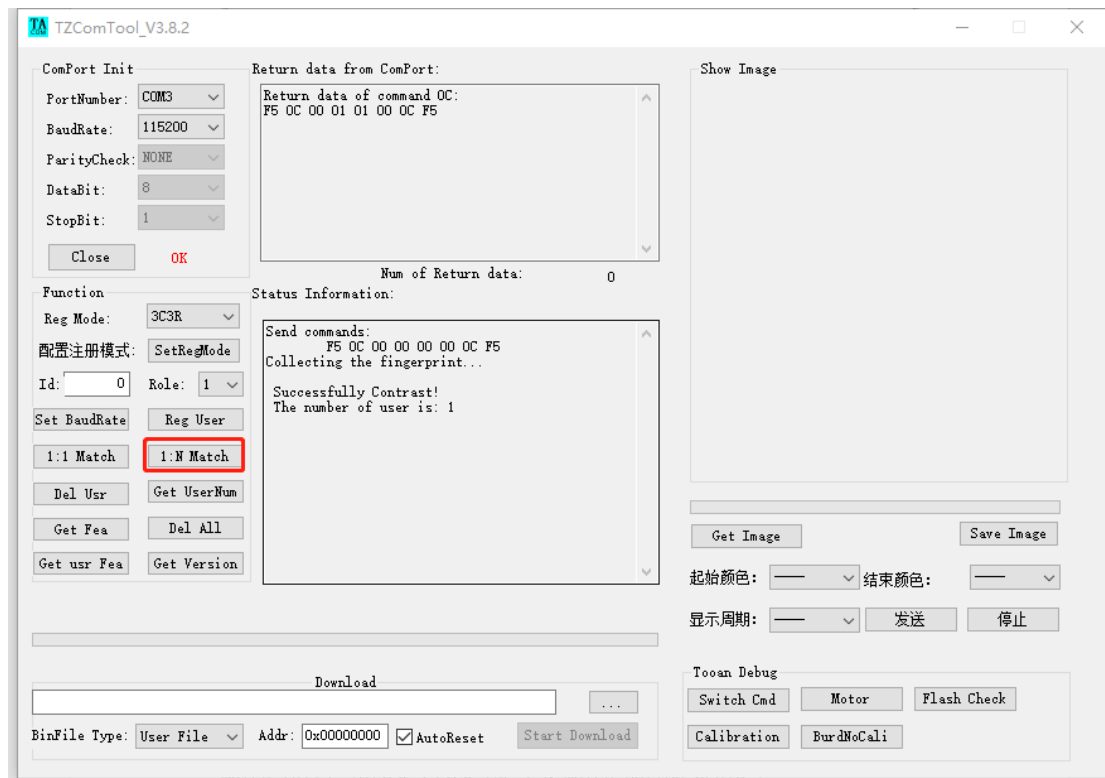 TA
COM
TZComTool_V3.8.2
ComPort Init
PortNumber: COM3
BaudRate: 115200
ParityCheck: NONE
DataBit: 8
StopBit: 1
Close OK
Return data from ComPort:
Return data of command 0C:
F5 0C 00 01 01 00 0C F5
Num of Return data: 0
Function
Reg Mode: 3C3R
配置注册模式: SetRegMode
Id: 0 Role: 1
Set BaudRate Reg User
1:1 Match 1:N Match
Del Usr Get UserNum
Get Fea Del All
Get usr Fea Get Version
Status Information:
Send commands:
F5 0C 00 00 00 00 0C F5
Collecting the fingerprint...
Successfully Contrast!
The number of user is: 1
Show Image
Get Image Save Image
起始颜色: —— 结束颜色: ——
显示周期: —— 发送 停止
Download
...
BinFile Type: User File Addr: 0x00000000 AutoReset Start Download
Tooan Debug
Switch Cmd Motor Flash Check
Calibration BurdNoCali